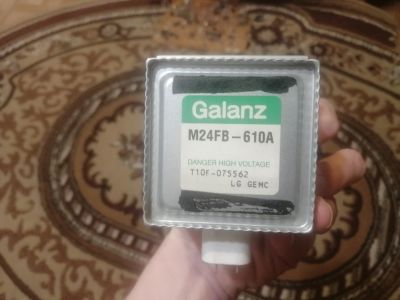 Galanz
M24FB-610A
DANGER HIGH VOLTAGE
T10F-075562
LG GEMC